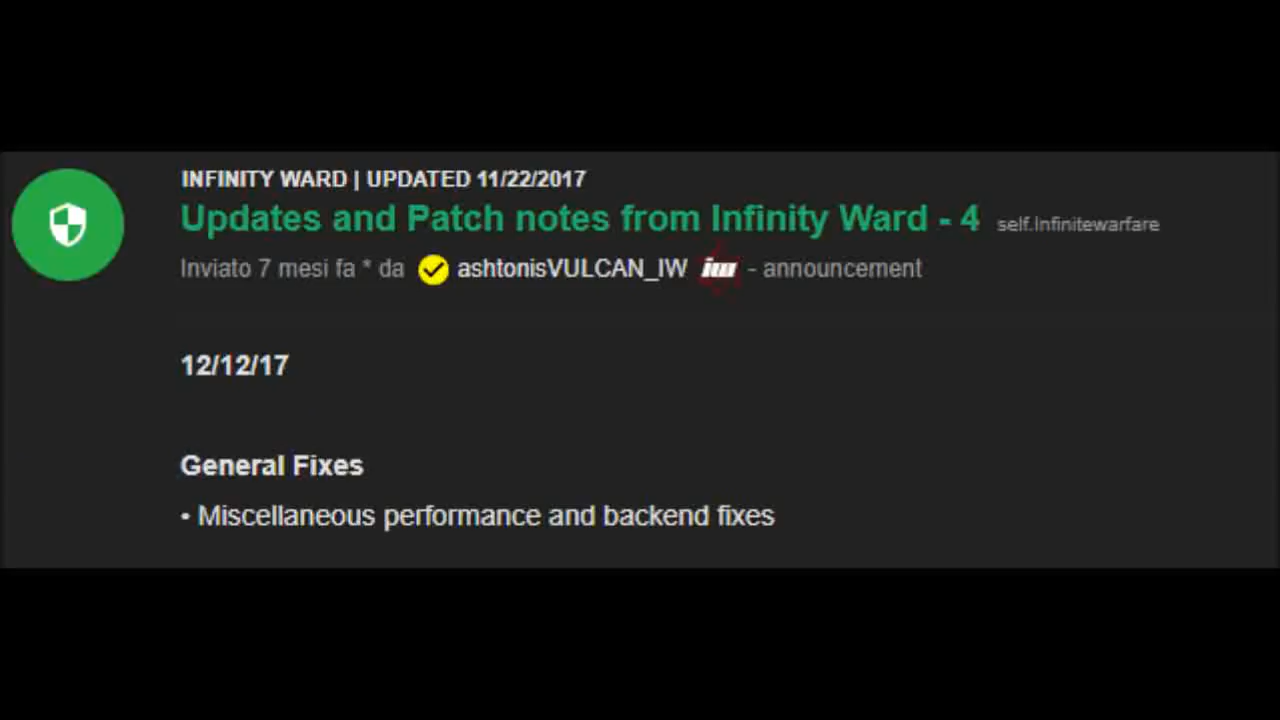 INFINITY WARD | UPDATED 11/22/2017
Updates and Patch notes from Infinity Ward - 4 self.Infinitewarfare
Inviato 7 mesi fa * da ashtonisVULCAN_IW iw - announcement
12/12/17
General Fixes
• Miscellaneous performance and backend fixes